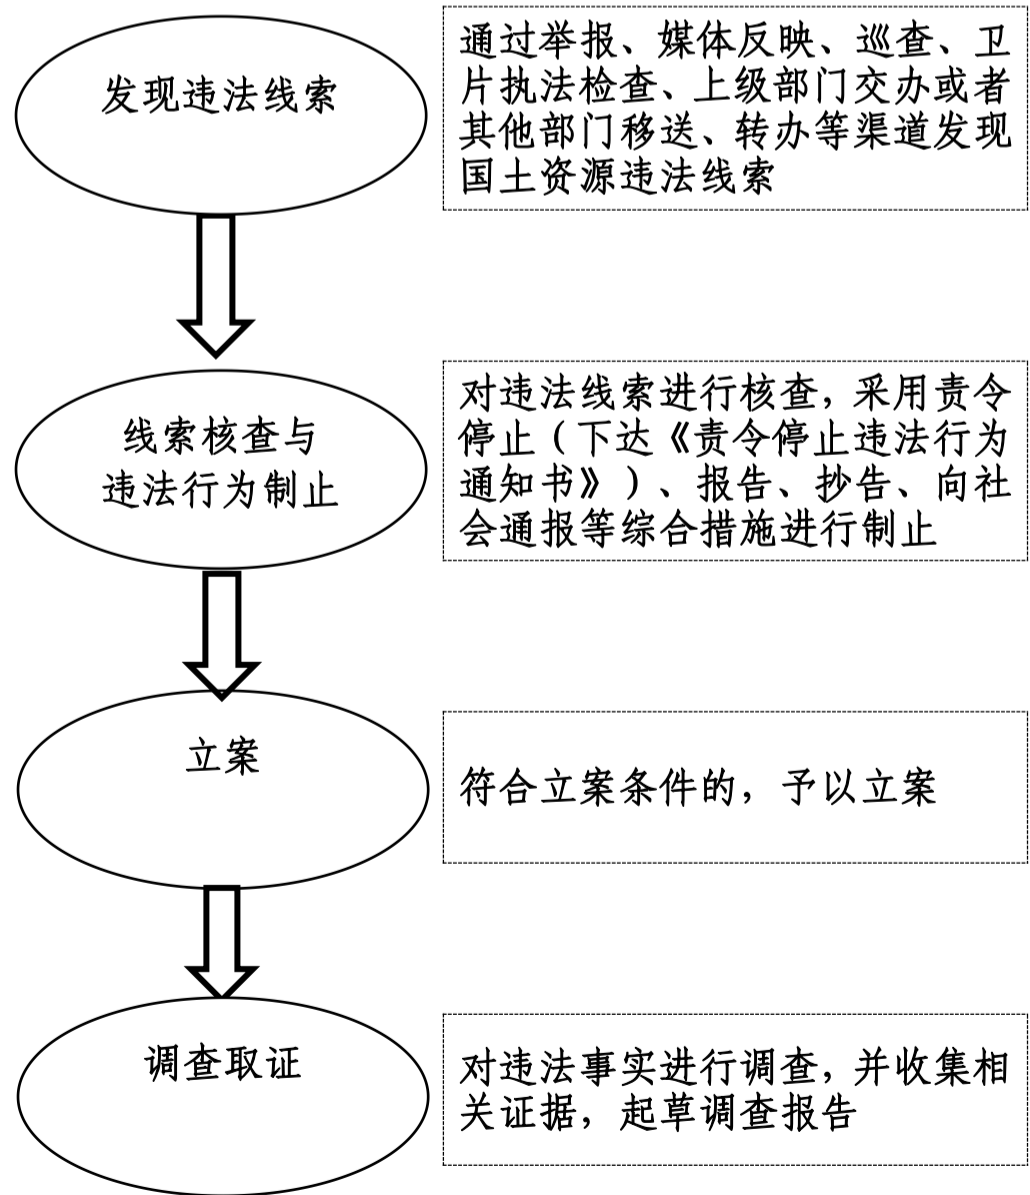 发现违法线索
通过举报、媒体反映、巡查、卫
片执法检查、上级部门交办或者
其他部门移送、转办等渠道发现
国土资源违法线索
线索核查与
违法行为制止
对违法线索进行核查，采用责令
停止（下达《责令停止违法行为
通知书》）、报告、抄告、向社
会通报等综合措施进行制止
立案
符合立案条件的，予以立案
调查取证
对违法事实进行调查，并收集相
关证据，起草调查报告